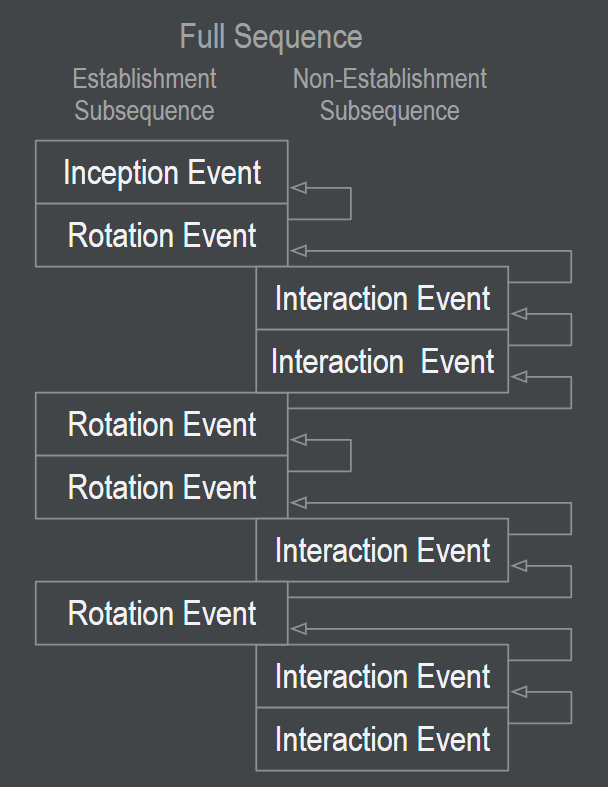 Full Sequence
Establishment
Subsequence
Non-Establishment
Subsequence
Inception Event
Rotation Event
Interaction Event
Interaction Event
Rotation Event
Rotation Event
Interaction Event
Rotation Event
Interaction Event
Interaction Event